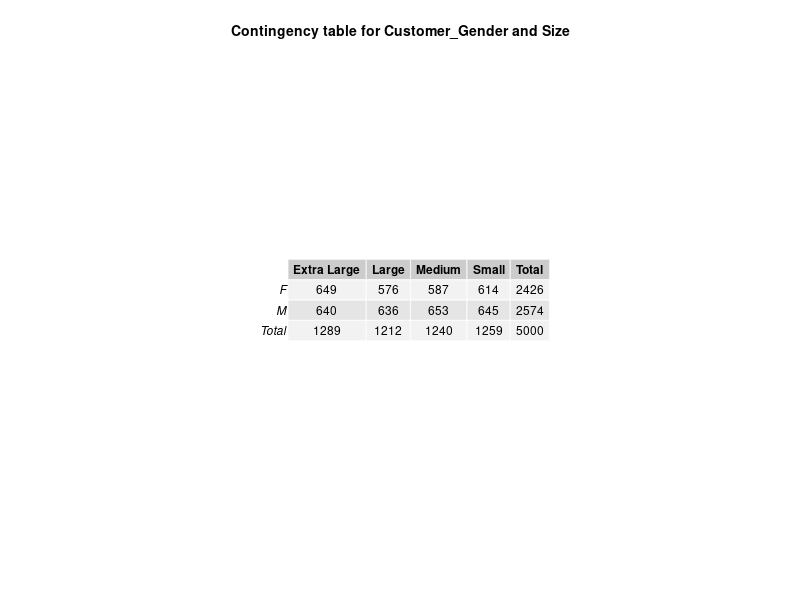 Contingency table for Customer_Gender and Size
Extra Large Large Medium Small Total
F 649 576 587 614 2426
M 640 636 653 645 2574
Total 1289 1212 1240 1259 5000